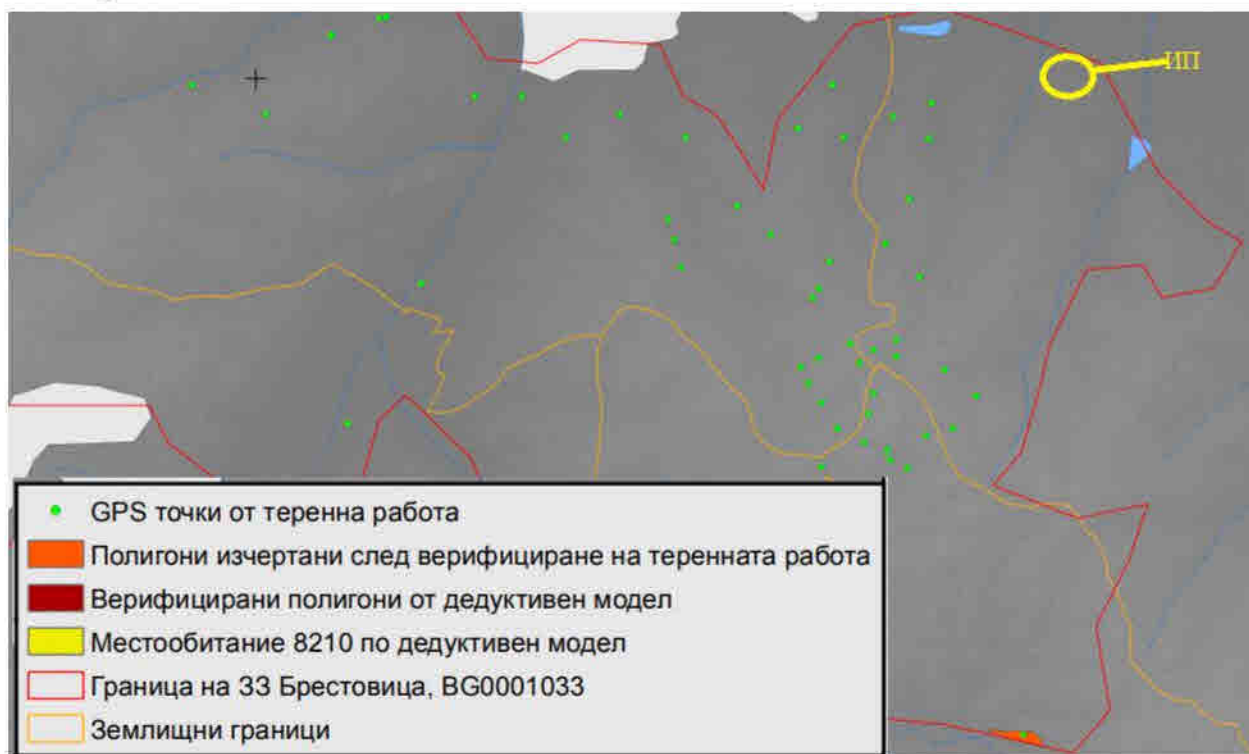 ИП
GPS точки от теренна работа
Полигони изчертани след верифициране на теренната работа
Верифицирани полигони от дедуктивен модел
Местообитание 8210 по дедуктивен модел
Граница на 33 Брестовица, BG0001033
Землищни граници